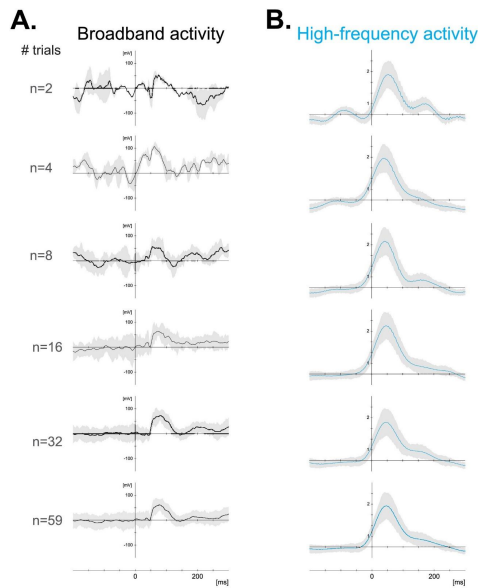 A.
Broadband activity
B.
High-frequency activity
# trials
n=2
[mV]
100
-100
2
1
n=4
[mV]
100
-100
2
1
n=8
[mV]
100
-100
2
1
n=16
[mV]
100
-100
2
1
n=32
[mV]
100
-100
2
1
n=59
[mV]
100
-100
2
1
0
200
[ms]
0
200
[ms]